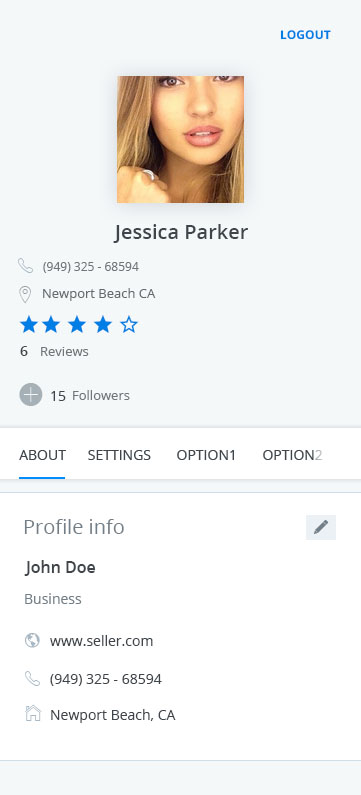 LOGOUT
Jessica Parker
(949) 325 - 68594
Newport Beach CA
6 Reviews
15 Followers
ABOUT SETTINGS OPTION1 OPTION2
Profile info
John Doe
Business
www.seller.com
(949) 325 - 68594
Newport Beach, CA